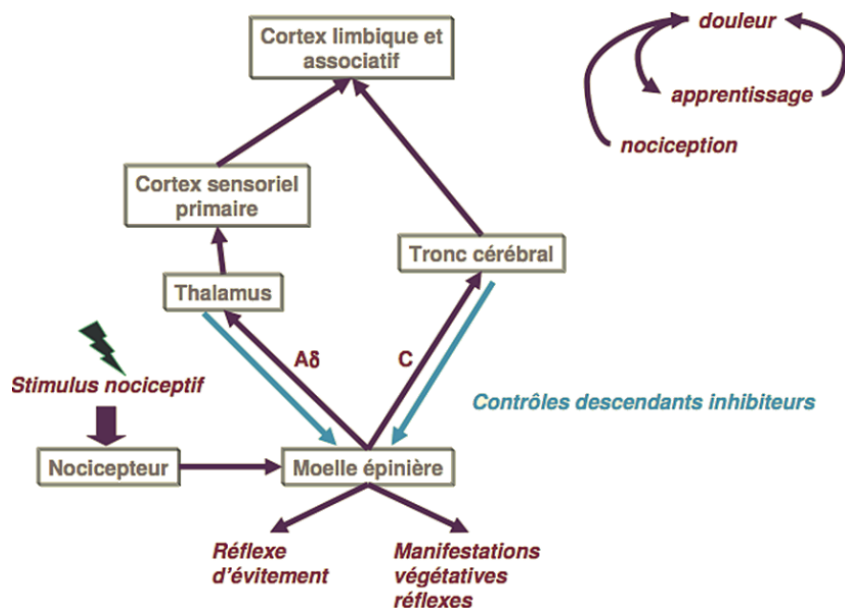 Cortex limbique et
associatif
douleur
apprentissage
nociception
Cortex sensoriel
primaire
Tronc cérébral
Thalamus
Aδ
C
Stimulus nociceptif
Contrôles descendants inhibiteurs
Nocicepteur
Moelle épinière
Réflexe
d'évitement
Manifestations
végétatives
réflexes